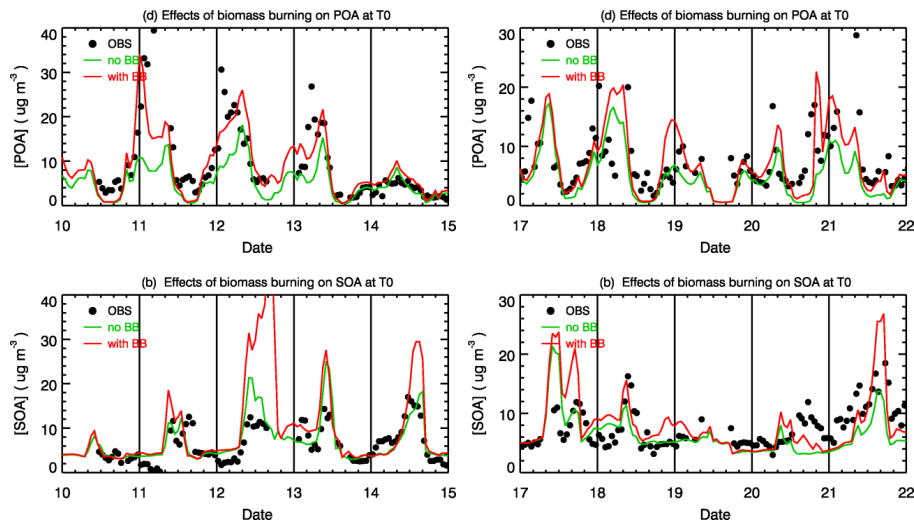 (d) Effects of biomass burning on POA at T0
40
30
20
10
0
[POA] ( ug m-3 )
OBS
no BB
with BB
10 11 12 13 14 15
Date
(d) Effects of biomass burning on POA at T0
30
20
10
0
[POA] ( ug m-3 )
OBS
no BB
with BB
17 18 19 20 21 22
Date
(b) Effects of biomass burning on SOA at T0
40
30
20
10
0
[SOA] ( ug m-3 )
OBS
no BB
with BB
10 11 12 13 14 15
Date
(b) Effects of biomass burning on SOA at T0
30
20
10
0
[SOA] ( ug m-3 )
OBS
no BB
with BB
17 18 19 20 21 22
Date